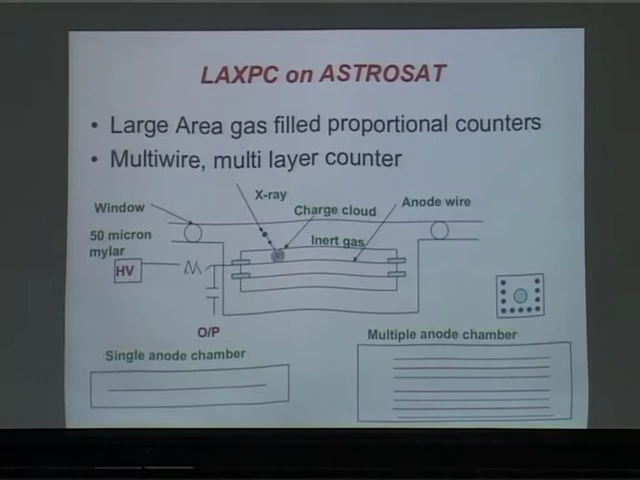 LAXPC on ASTROSAT
• Large Area gas filled proportional counters
• Multiwire, multi layer counter
X-ray
Window
Charge cloud
Anode wire
50 micron
mylar
Inert gas
HV
O/P
Single anode chamber
Multiple anode chamber